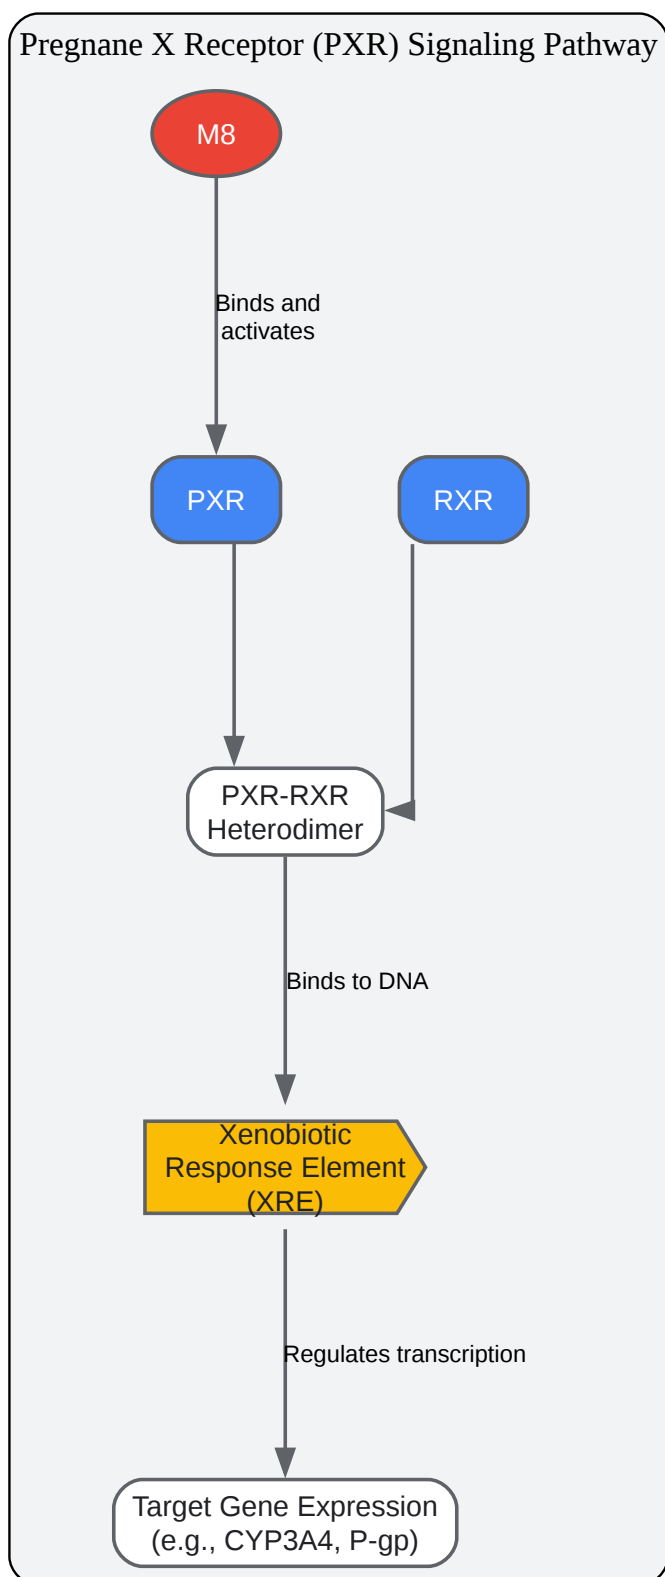 Pregnane X Receptor (PXR) Signaling Pathway
M8
Binds and
activates
PXR
RXR
PXR-RXR
Heterodimer
Binds to DNA
Xenobiotic
Response Element
(XRE)
Regulates transcription
Target Gene Expression
(e.g., CYP3A4, P-gp)